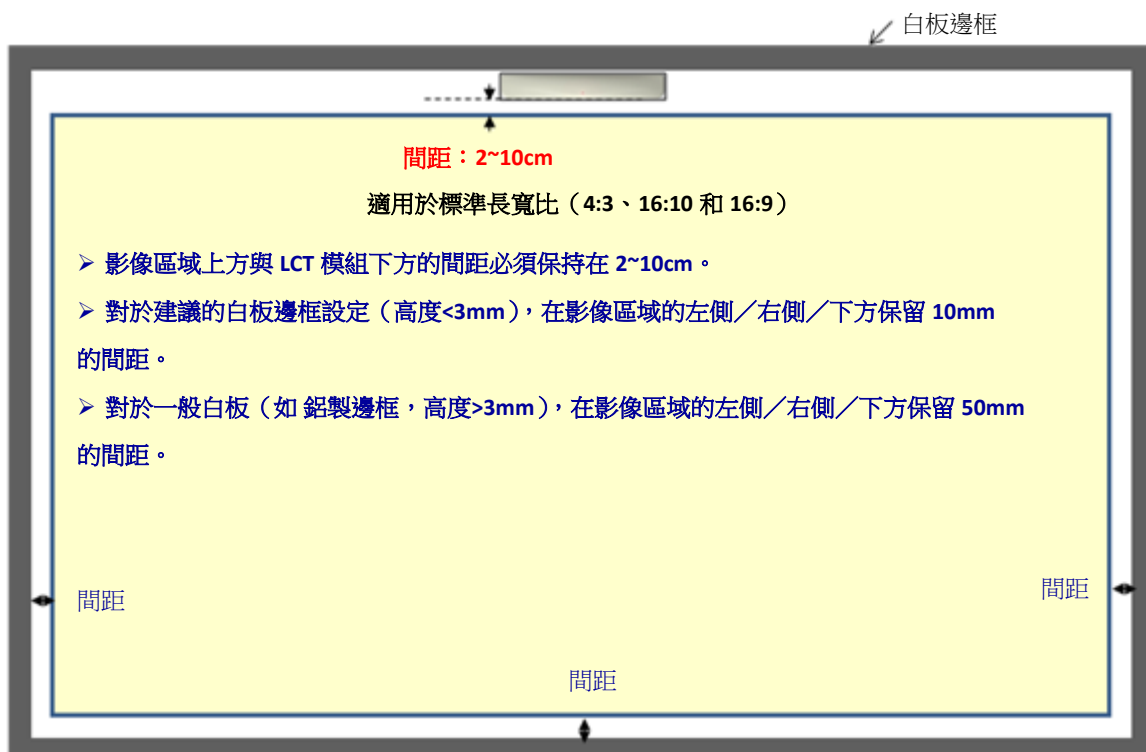 白板邊框
間距：2~10cm
適用於標準長寬比（4:3、16:10 和 16:9）
➢ 影像區域上方與 LCT 模組下方的間距必須保持在 2~10cm。
➢ 對於建議的白板邊框設定（高度<3mm），在影像區域的左側／右側／下方保留 10mm
的間距。
➢ 對於一般白板（如 鋁製邊框，高度>3mm），在影像區域的左側／右側／下方保留 50mm
的間距。
間距
間距
間距